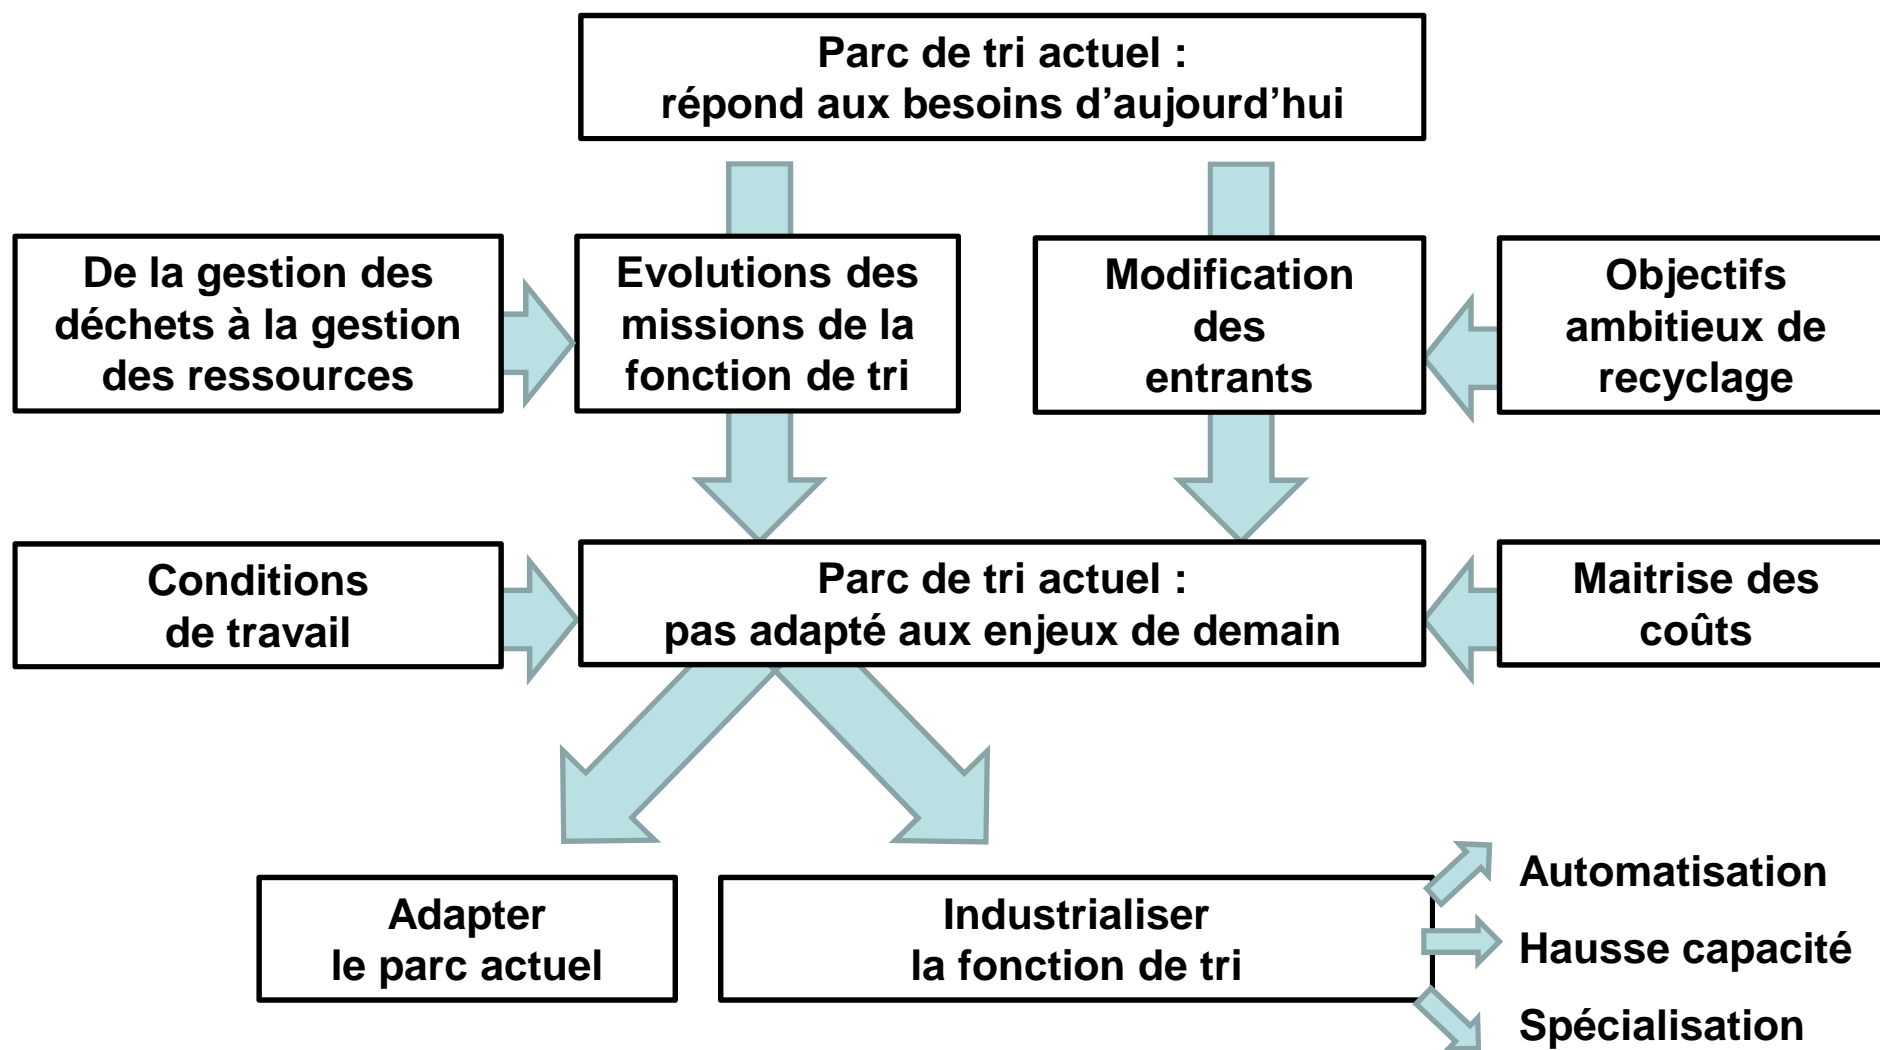 Parc de tri actuel :
répond aux besoins d’aujourd’hui
De la gestion des
déchets à la gestion
des ressources
Evolutions des
missions de la
fonction de tri
Modification
des
entrants
Objectifs
ambitieux de
recyclage
Conditions
de travail
Parc de tri actuel :
pas adapté aux enjeux de demain
Maitrise des
coûts
Adapter
le parc actuel
Industrialiser
la fonction de tri
Automatisation
Hausse capacité
Spécialisation